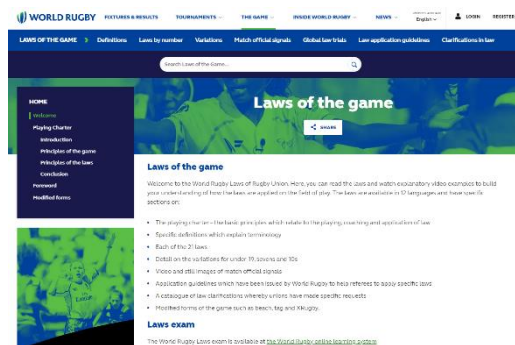 WORLD RUGBY FIXTURES & RESULTS TOURNAMENTS THE GAME INSIDE WORLD RUGBY NEWS English LOGIN REGISTER
LAWS OF THE GAME Definitions Laws by number Variations Match official signals Global law trials Law application guidelines Clarifications in law
Search Laws of the Game...
HOME
Welcome
Playing Charter
Introduction
Principles of the game
Principles of the laws
Conclusion
Foreword
Modified forms
Laws of the game
SHARE
Laws of the game
Welcome to the World Rugby Laws of Rugby Union. Here, you can read the laws and watch explanatory video examples to build
your understanding of how the laws are applied on the field of play. The laws are available in 12 languages and have specific
sections on:
• The playing charter – the basic principles which relate to the playing, coaching and application of law
• Specific definitions which explain terminology
• Each of the 21 laws
• Detail on the variations for under 19, sevens and 10s
• Video and still images of match official signals
• Application guidelines which have been issued by World Rugby to help referees to apply specific laws
• A catalogue of law clarifications whereby unions have made specific requests
• Modified forms of the game such as beach, tag and XRugby.
Laws exam
The World Rugby Laws exam is available at the World Rugby online learning system